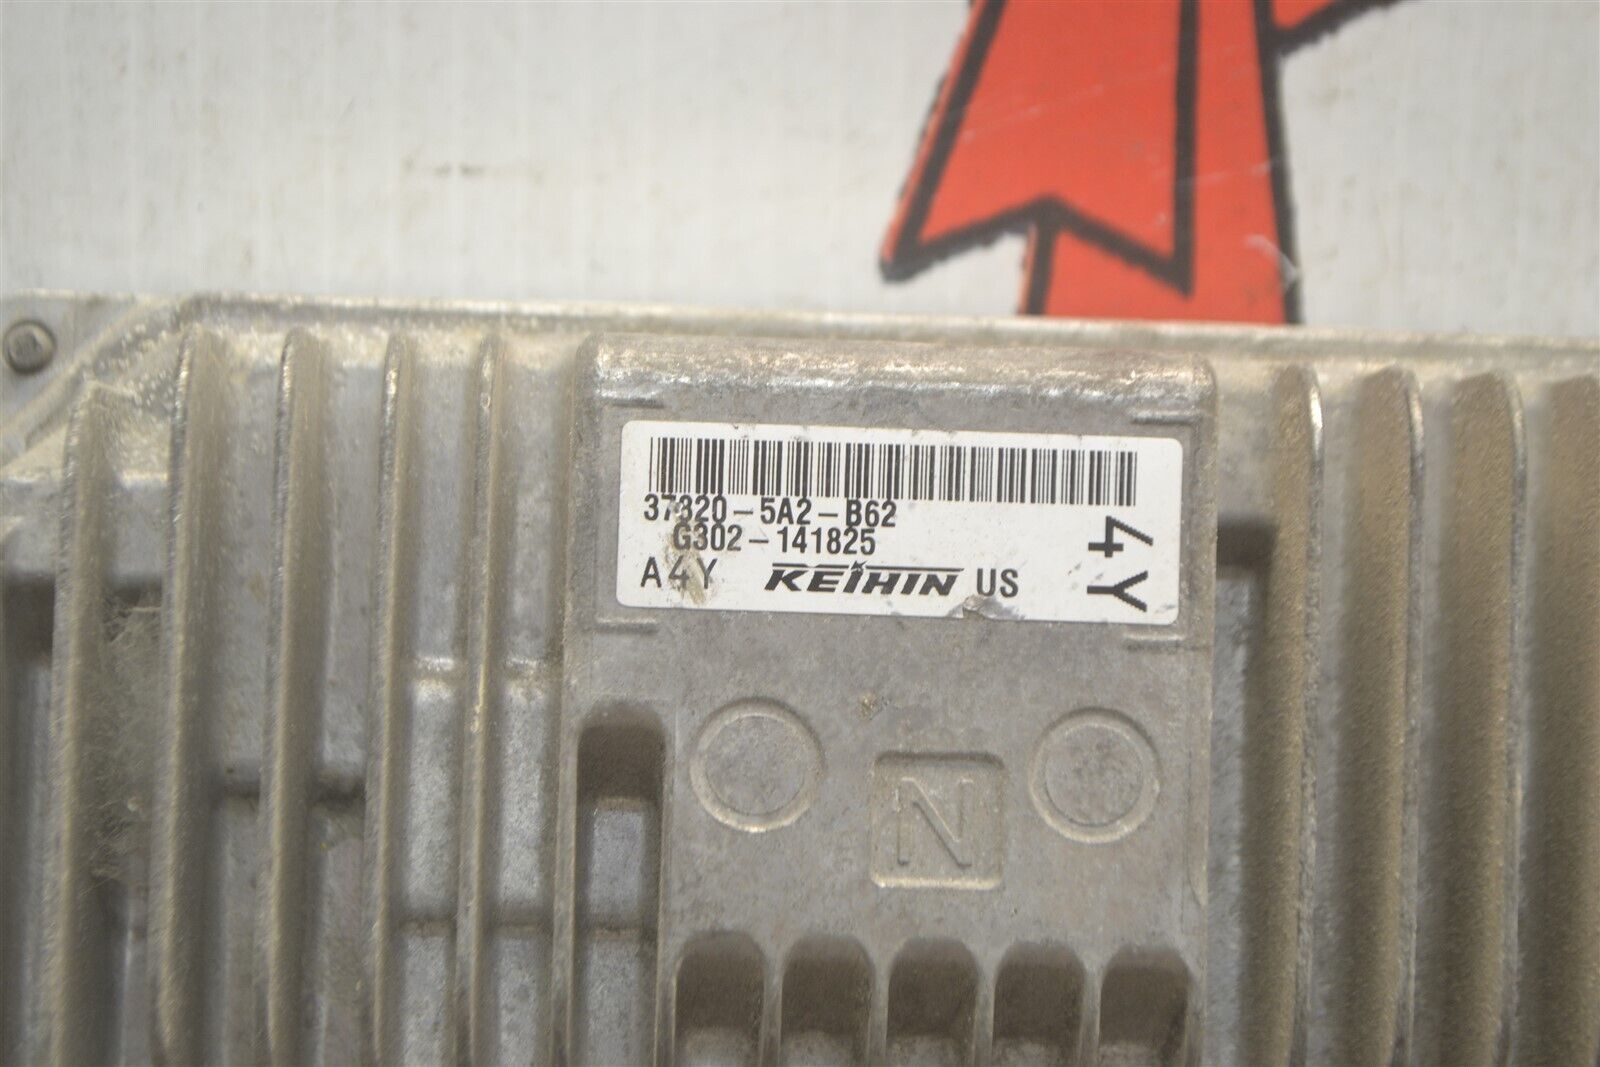 37820-5A2-B62
G302-141825
A4Y KEIHIN US
4Y
N